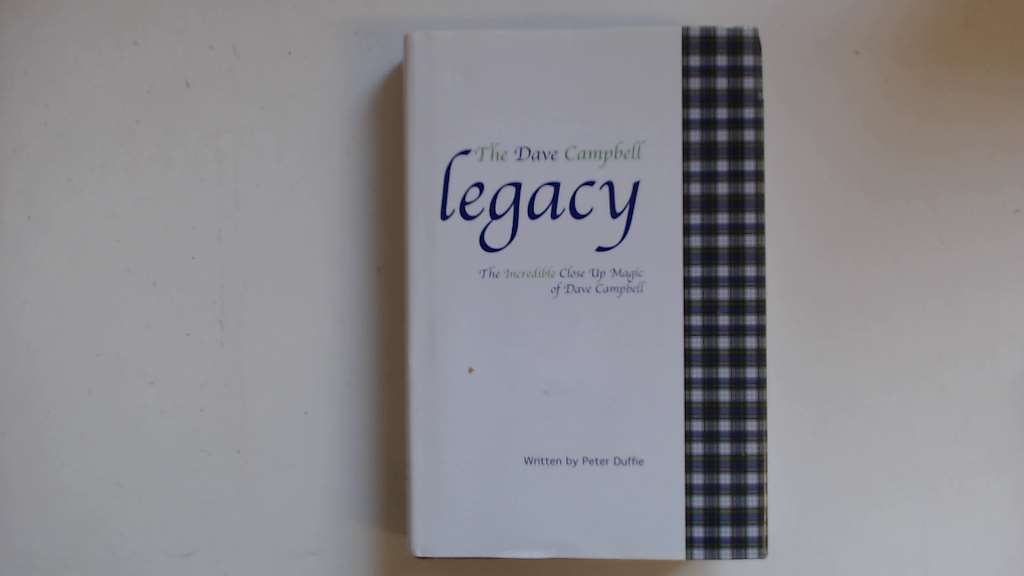 The Dave Campbell
legacy
The Incredible Close Up Magic
of Dave Campbell
Written by Peter Duffie